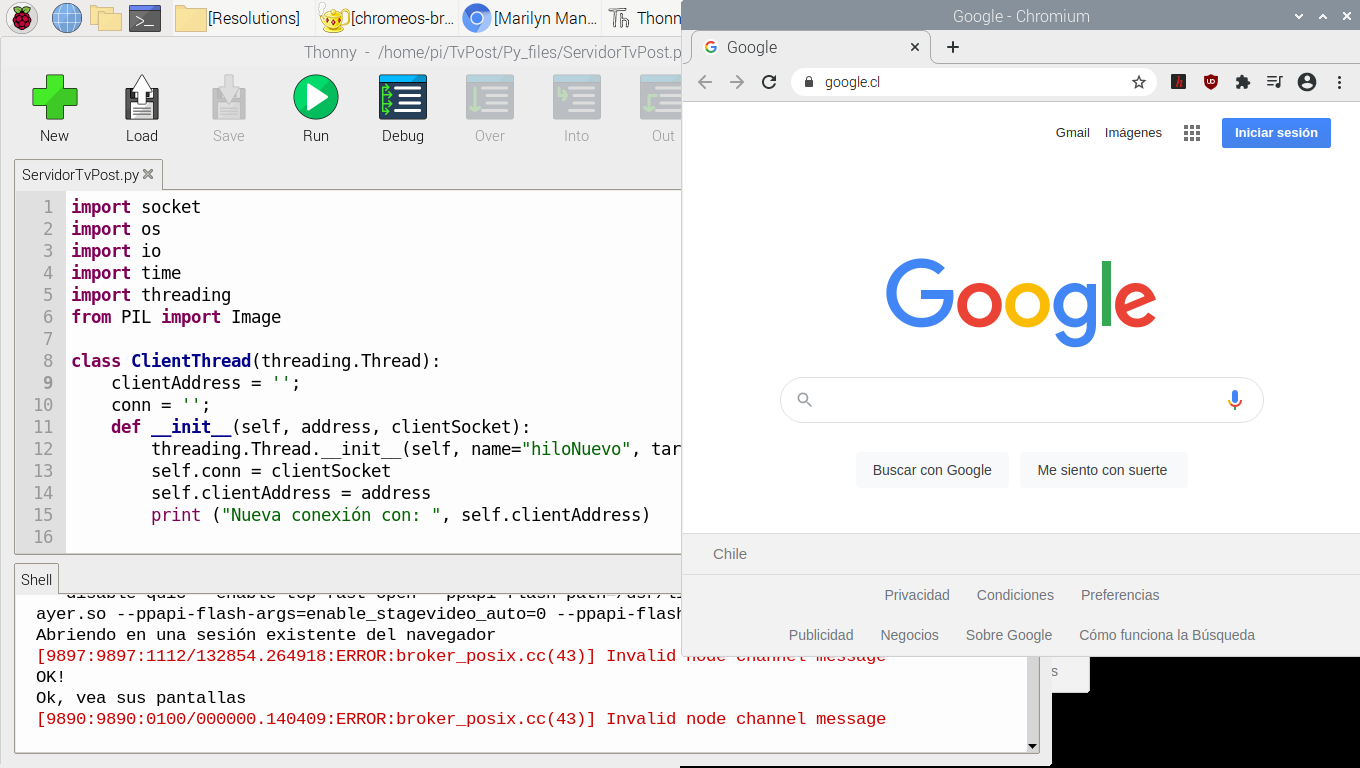 [Resolutions]
[chromeos-br...
[Marilyn Man...
Thonn
Thonny - /home/pi/TvPost/Py_files/ServidorTvPost.p
New
Load
Save
Run
Debug
Over
Into
Out
ServidorTvPost.py
1 import socket
2 import os
3 import io
4 import time
5 import threading
6 from PIL import Image
7
8 class ClientThread(threading.Thread):
9 clientAddress = '';
10 conn = '';
11 def __init__(self, address, clientSocket):
12 threading.Thread.__init__(self, name="hiloNuevo", tar
13 self.conn = clientSocket
14 self.clientAddress = address
15 print ("Nueva conexión con: ", self.clientAddress)
16
Shell
ayer.so --ppapi-flash-args=enable_stagevideo_auto=0 --ppapi-flash
Abriendo en una sesión existente del navegador
[9897:9897:1112/132854.264918:ERROR:broker_posix.cc(43)] Invalid node channel message
OK!
Ok, vea sus pantallas
[9890:9890:0100/000000.140409:ERROR:broker_posix.cc(43)] Invalid node channel message
Google - Chromium
Google
google.cl
Gmail Imágenes Iniciar sesión
Google
Buscar con Google Me siento con suerte
Chile
Privacidad Condiciones Preferencias
Publicidad Negocios Sobre Google Cómo funciona la Búsqueda
s